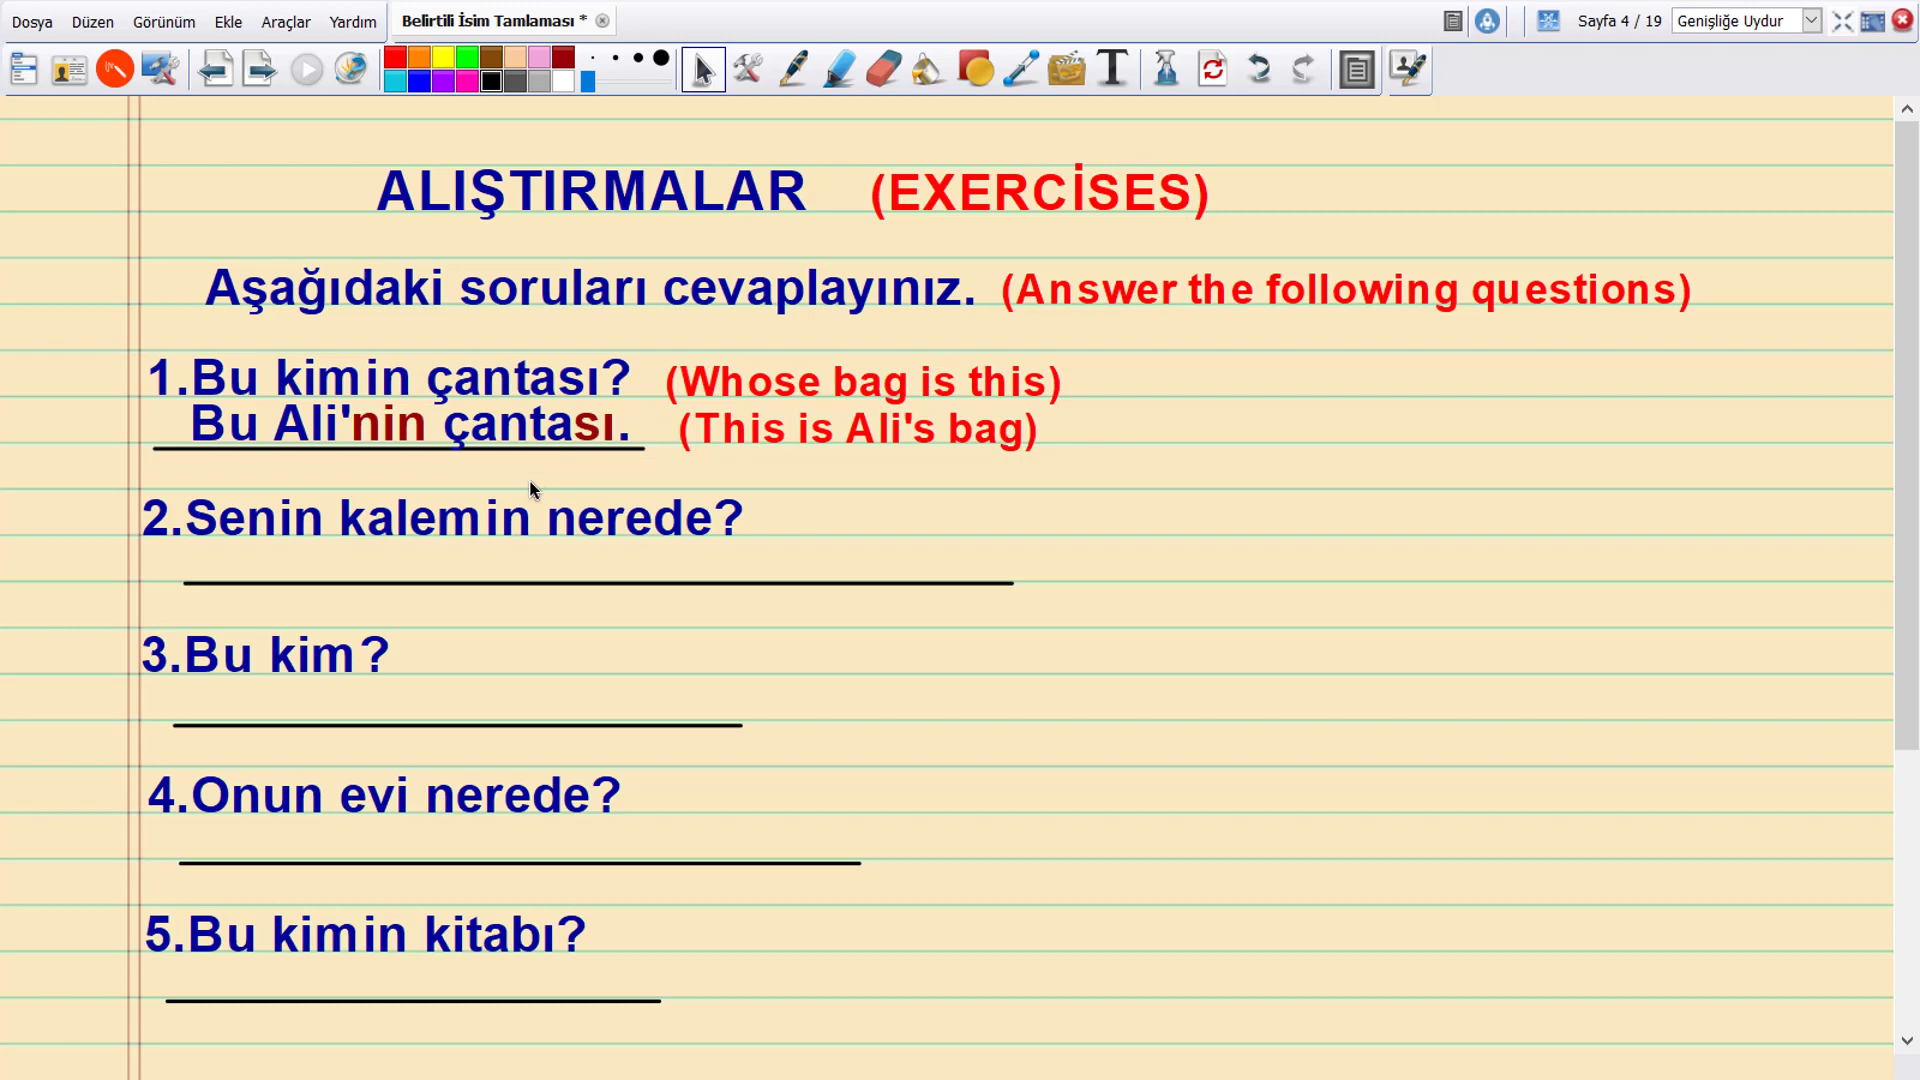 Dosya Düzen Görünüm Ekle Araçlar Yardım Belirtili İsim Tamlaması * Sayfa 4 / 19 Genişliğe Uydur
ALIŞTIRMALAR (EXERCİSES)
Aşağıdaki soruları cevaplayınız. (Answer the following questions)
1.Bu kimin çantası? (Whose bag is this)
Bu Ali'nin çantası. (This is Ali's bag)
2.Senin kalemin nerede?
3.Bu kim?
4.Onun evi nerede?
5.Bu kimin kitabı?